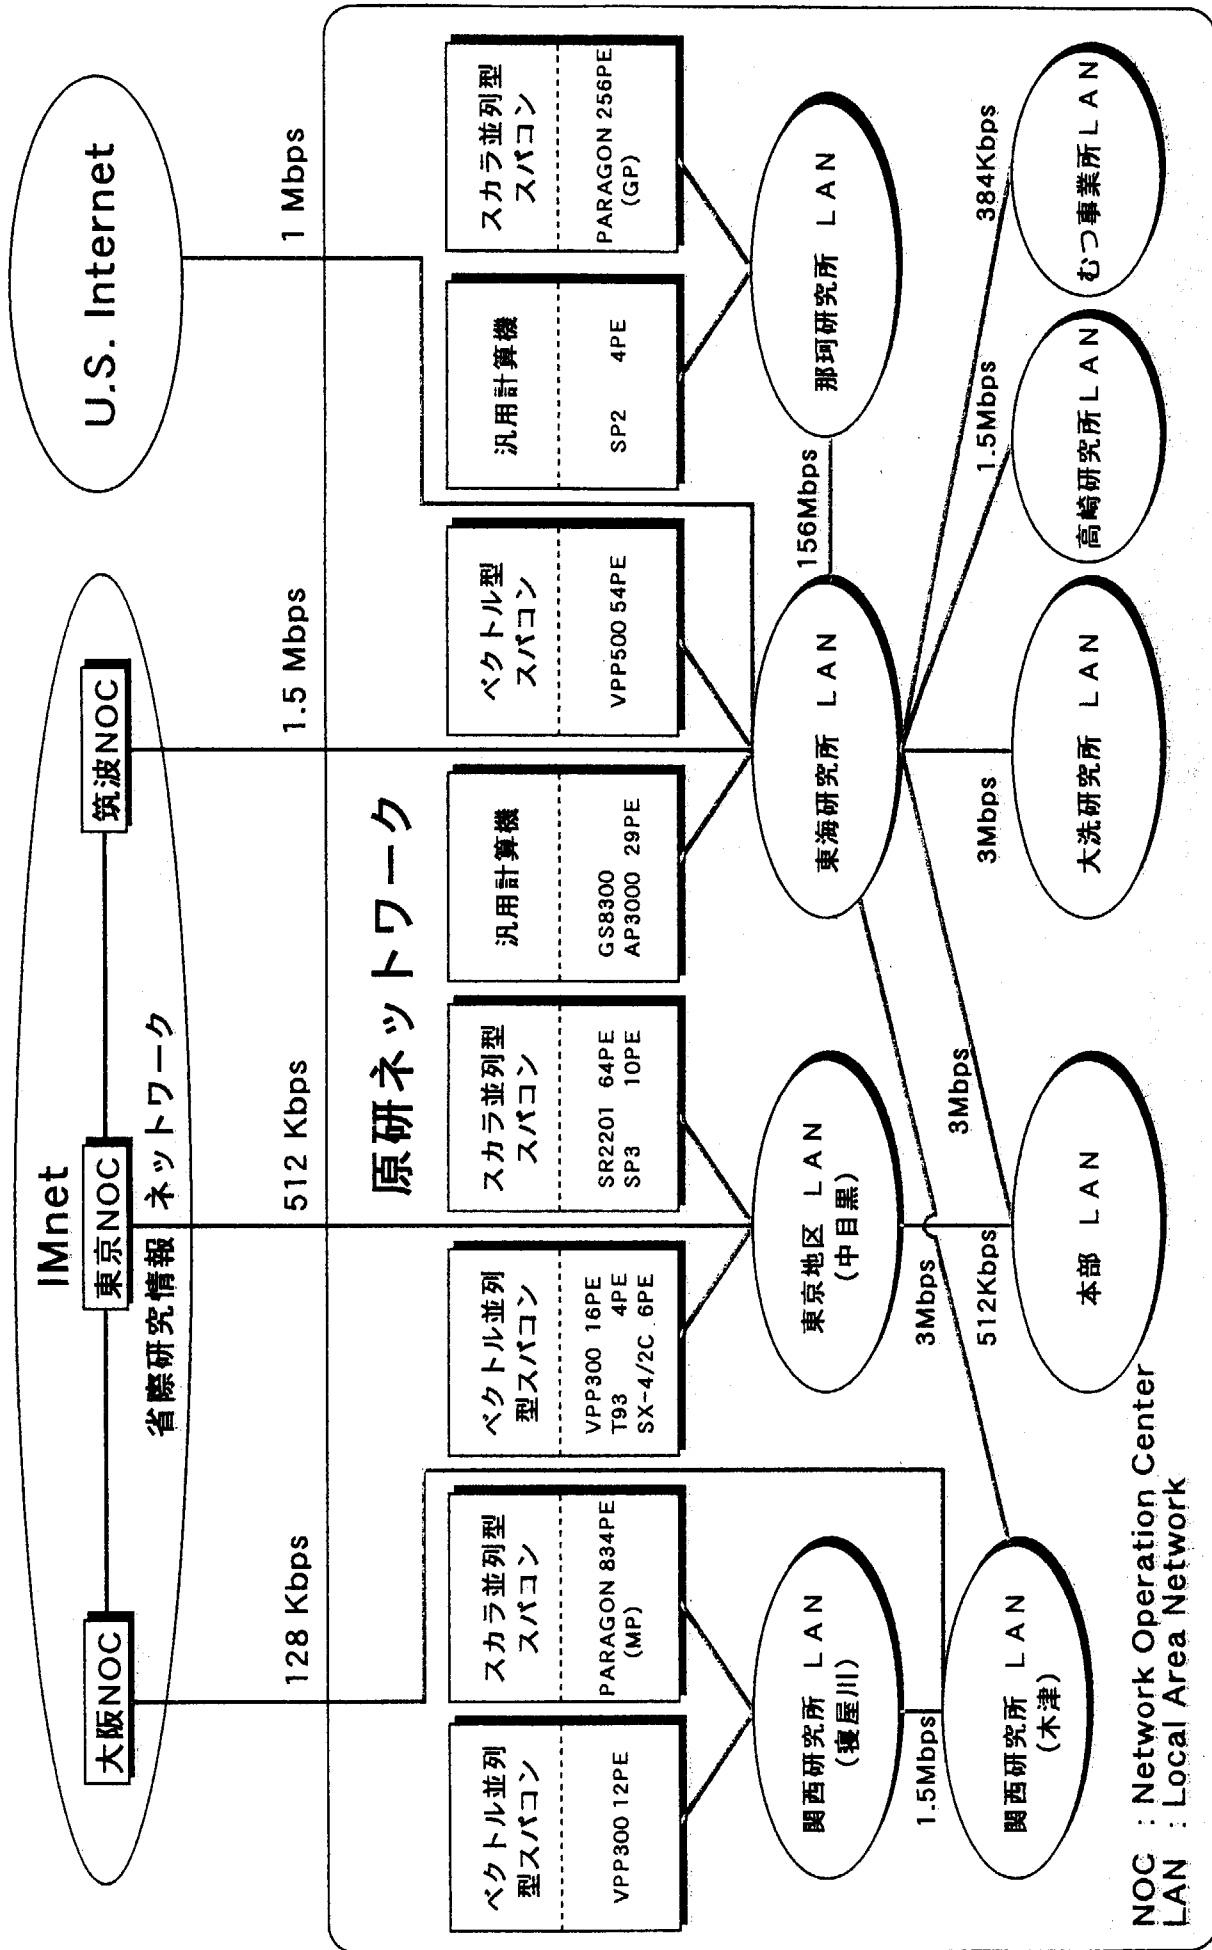 IMnet
大阪NOC
東京NOC
筑波NOC
省際研究情報 ネットワーク
U.S. Internet
128 Kbps
512 Kbps
1.5 Mbps
1 Mbps
原研ネットワーク
ベクトル並列
型スパコン
VPP300 12PE
スカラ並列型
スパコン
PARAGON 834PE
(MP)
ベクトル並列
型スパコン
VPP300 16PE
T93 4PE
SX-4/2C 6PE
スカラ並列型
スパコン
SR2201 64PE
SP3 10PE
汎用計算機
GS8300
AP3000 29PE
ベクトル型
スパコン
VPP500 54PE
汎用計算機
SP2 4PE
スカラ並列型
スパコン
PARAGON 256PE
(GP)
関西研究所 LAN
(寝屋川)
東京地区 LAN
(中目黒)
東海研究所 LAN
156Mbps
那珂研究所 LAN
1.5Mbps
3Mbps
512Kbps
3Mbps
3Mbps
1.5Mbps
384Kbps
関西研究所 LAN
(木津)
本部 LAN
大洗研究所 LAN
高崎研究所LAN
むつ事業所LAN
NOC : Network Operation Center
LAN : Local Area Network